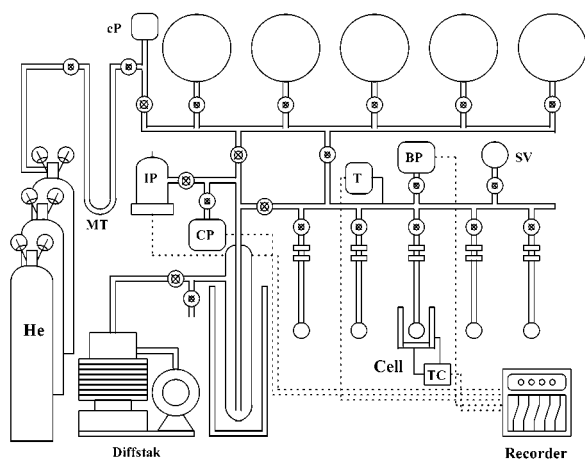 cP
SV
BP
T
IP
CP
MT
He
Cell
TC
Diffstak
Recorder